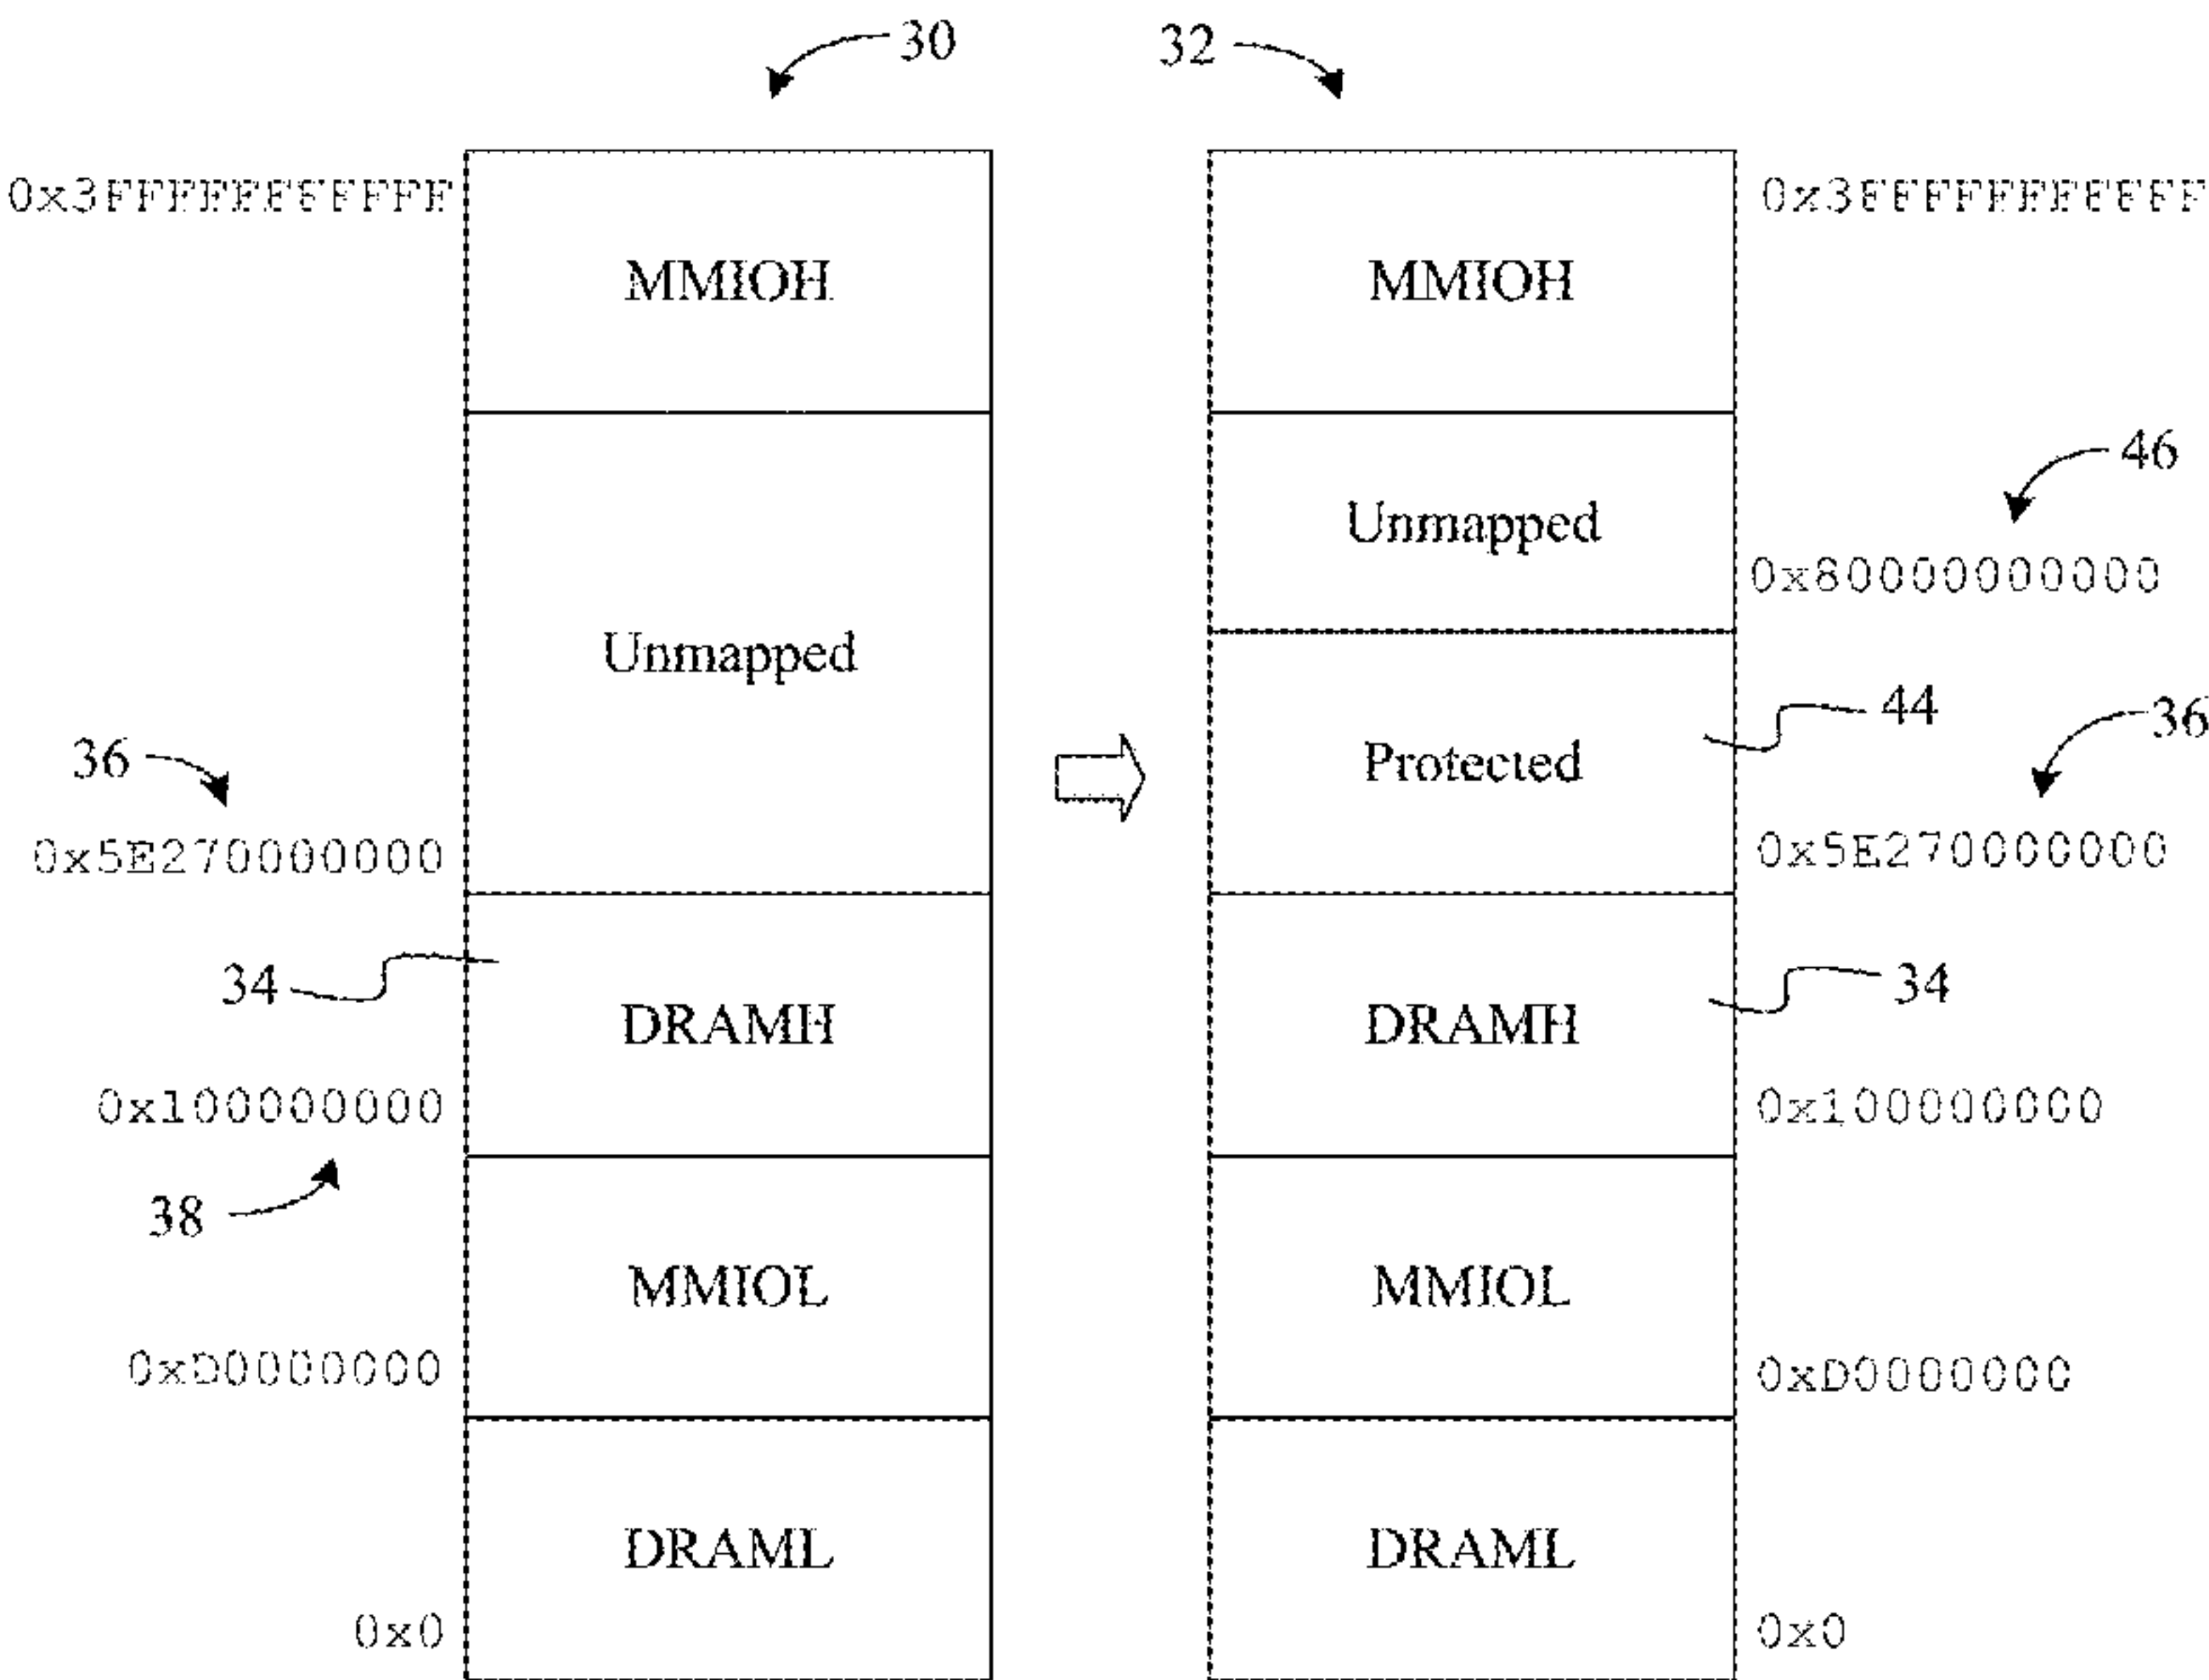 30
32
0x3FFFFFFFFFFF
MMIOH
MMIOH
0x3FFFFFFFFFFF
46
Unmapped
0x80000000000
Unmapped
44
36
Protected
36
0x5E270000000
0x5E270000000
34
DRAMH
DRAMH
34
0x100000000
0x100000000
38
MMIOL
MMIOL
0xD0000000
0xD0000000
DRAML
DRAML
0x0
0x0